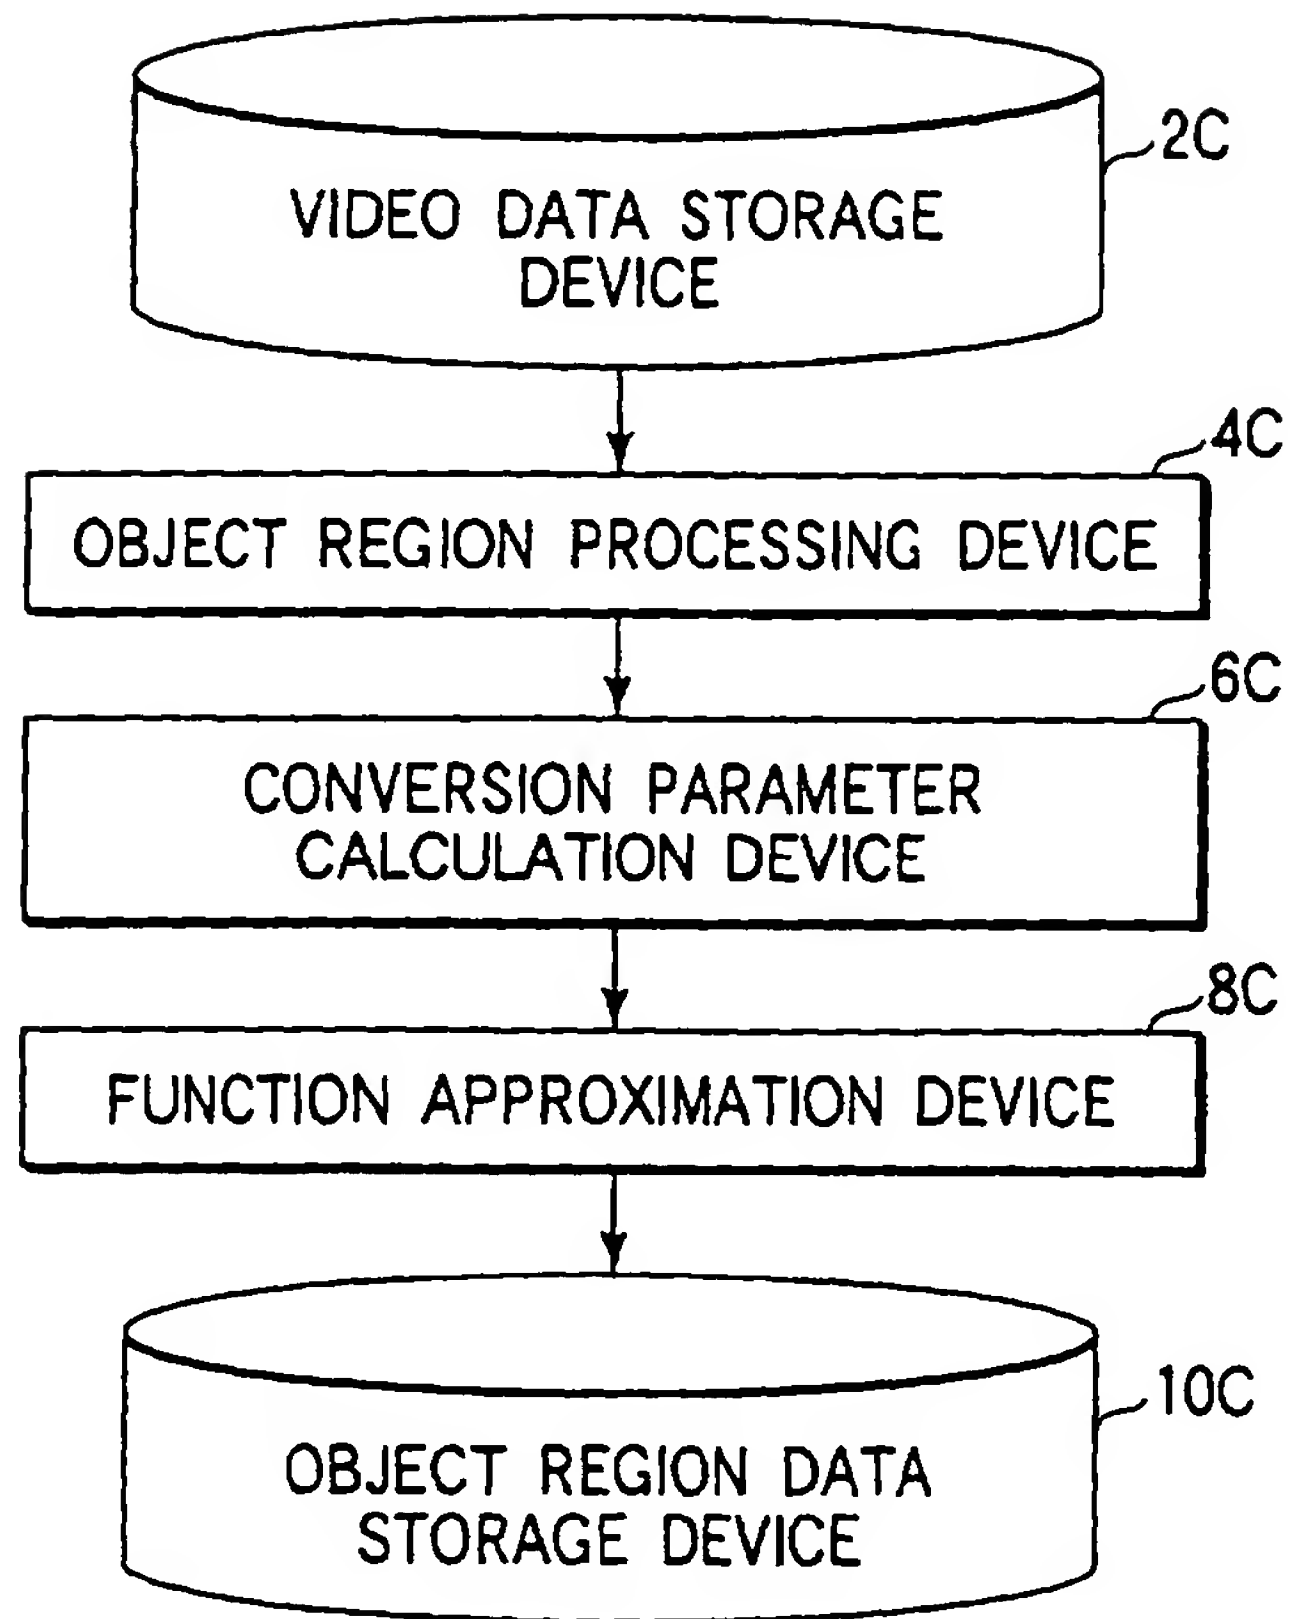 2C
VIDEO DATA STORAGE
DEVICE
4C
OBJECT REGION PROCESSING DEVICE
6C
CONVERSION PARAMETER
CALCULATION DEVICE
8C
FUNCTION APPROXIMATION DEVICE
10C
OBJECT REGION DATA
STORAGE DEVICE